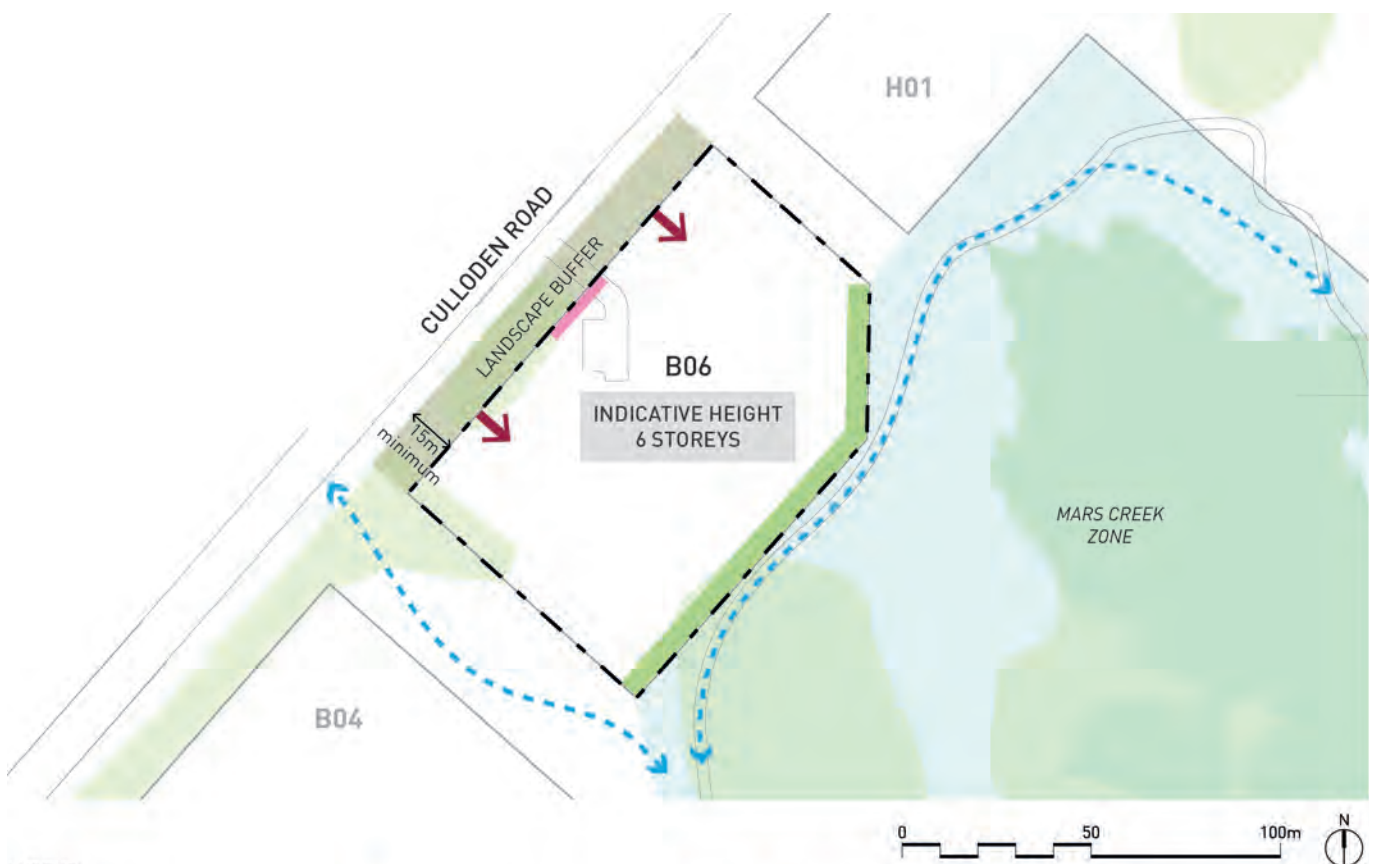 H01
CULLODEN ROAD
LANDSCAPE BUFFER
B06
INDICATIVE HEIGHT
6 STOREYS
15m
minimum
MARS CREEK
ZONE
B04
0 50 100m
N